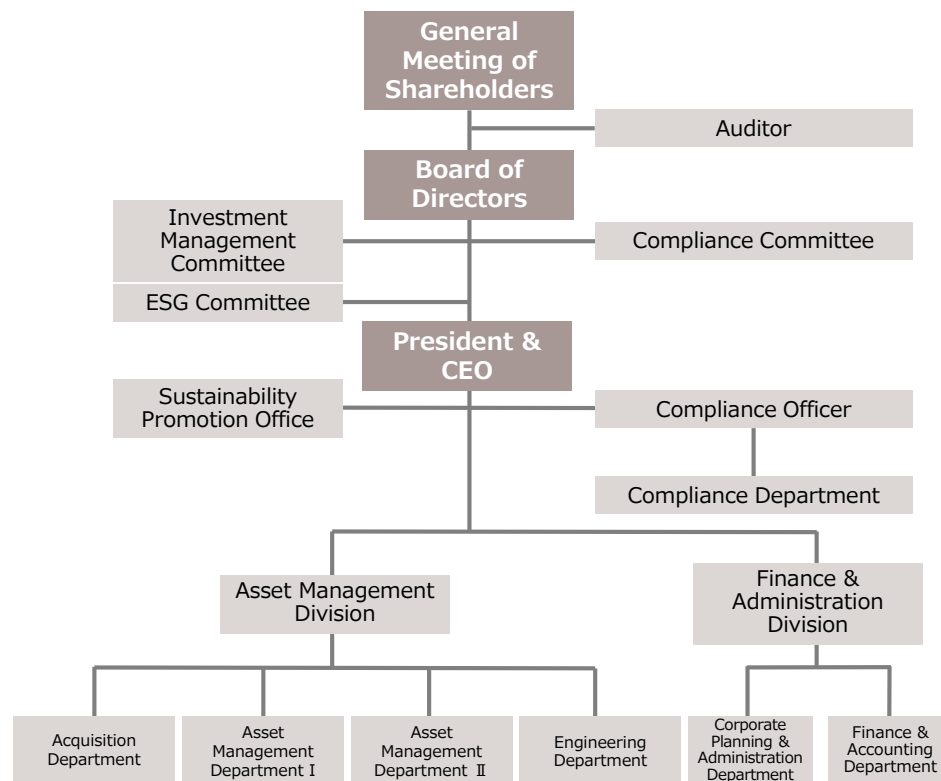 General
Meeting of
Shareholders
Auditor
Board of
Directors
Investment
Management
Committee
Compliance Committee
ESG Committee
President &
CEO
Sustainability
Promotion Office
Compliance Officer
Compliance Department
Asset Management
Division
Finance &
Administration
Division
Acquisition
Department
Asset
Management
Department I
Asset
Management
Department Ⅱ
Engineering
Department
Corporate
Planning &
Administration
Department
Finance &
Accounting
Department